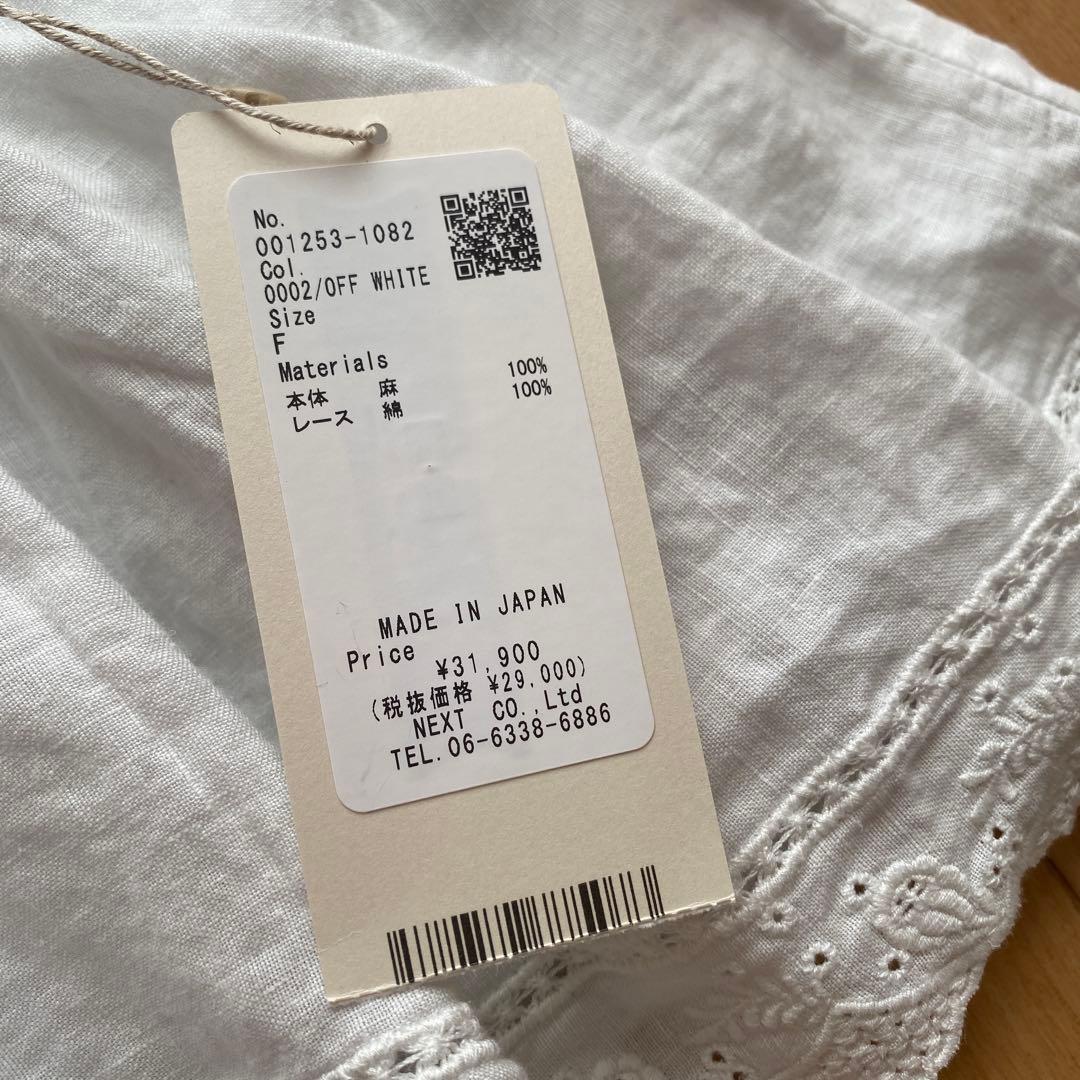 No.
001253-1082
Col.
0002/OFF WHITE
Size
F
Materials
本体 麻 100%
レース 綿 100%
MADE IN JAPAN
Price
¥31,900
(税抜価格 ¥29,000)
NEXT CO.,Ltd
TEL.06-6338-6886